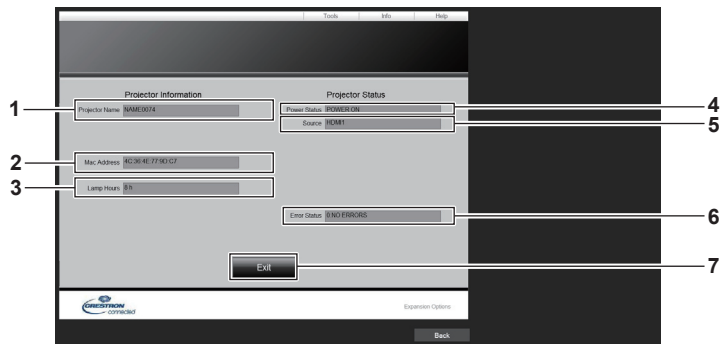 Tools Info Help
Projector Information Projector Status
1 Projector Name NAME0074 Power Status POWER ON 4
Source HDMI1 5
2 Mac Address 4C:36:4E:77:9D:C7
3 Lamp Hours 8 h
Error Status 0:NO ERRORS 6
Exit 7
CRESTRON
connected
Expansion Options
Back